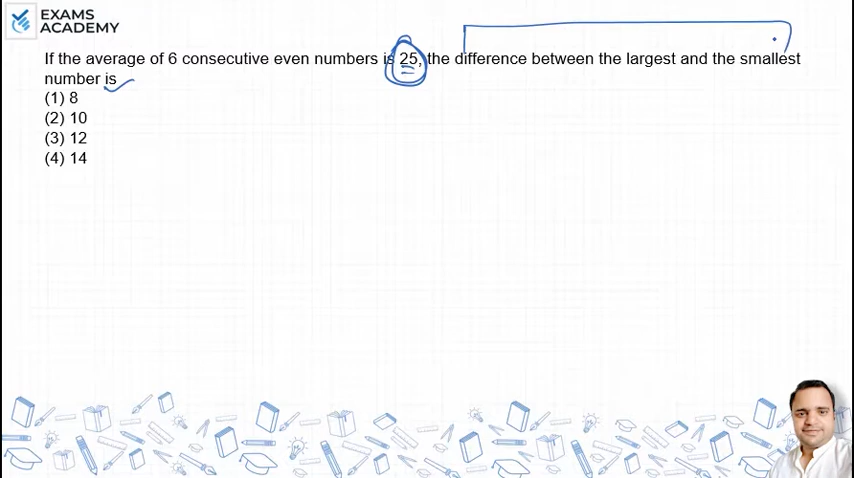 EXAMS
ACADEMY
If the average of 6 consecutive even numbers is 25, the difference between the largest and the smallest
number is
(1) 8
(2) 10
(3) 12
(4) 14